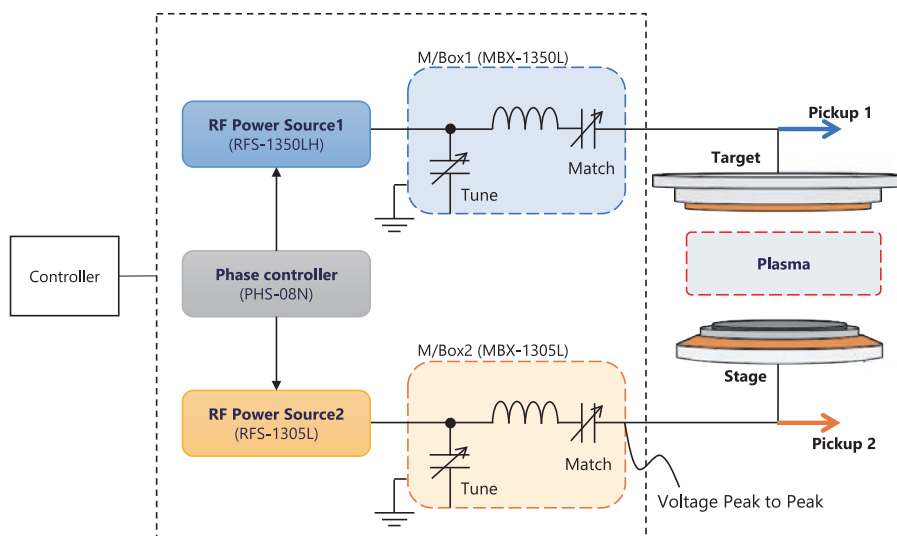 M/Box1 (MBX-1350L)
RF Power Source1
(RFS-1350LH)
Tune
Match
Pickup 1
Target
Controller
Phase controller
(PHS-08N)
Plasma
M/Box2 (MBX-1305L)
RF Power Source2
(RFS-1305L)
Tune
Match
Stage
Pickup 2
Voltage Peak to Peak